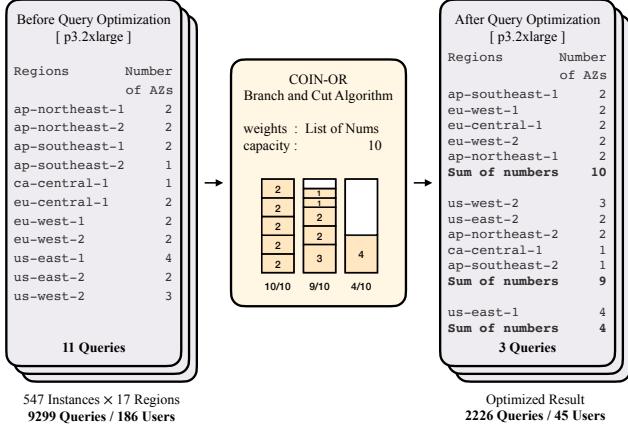 Before Query Optimization
[ p3.2xlarge ]
Regions Number
of AZs
ap-northeast-1 2
ap-northeast-2 2
ap-southeast-1 2
ap-southeast-2 1
ca-central-1 1
eu-central-1 2
eu-west-1 2
eu-west-2 2
us-east-1 4
us-east-2 2
us-west-2 3
11 Queries
547 Instances × 17 Regions
9299 Queries / 186 Users
COIN-OR
Branch and Cut Algorithm
weights : List of Nums
capacity : 10
2
2
2
2
2
10/10
1
1
2
2
3
9/10
4
4/10
After Query Optimization
[ p3.2xlarge ]
Regions Number
of AZs
ap-southeast-1 2
eu-west-1 2
eu-central-1 2
eu-west-2 2
ap-northeast-1 2
Sum of numbers 10
us-west-2 3
us-east-2 2
ap-northeast-2 2
ca-central-1 1
ap-southeast-2 1
Sum of numbers 9
us-east-1 4
Sum of numbers 4
3 Queries
Optimized Result
2226 Queries / 45 Users